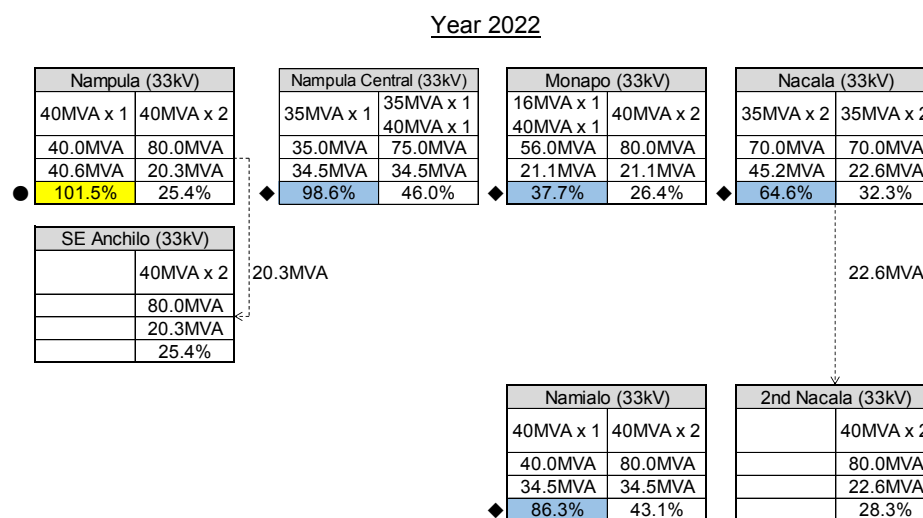 Year 2022
Nampula (33kV)
40MVA x 1 40MVA x 2
40.0MVA 80.0MVA
40.6MVA 20.3MVA
101.5% 25.4%
Nampula Central (33kV)
35MVA x 1 35MVA x 1
40MVA x 1
35.0MVA 75.0MVA
34.5MVA 34.5MVA
98.6% 46.0%
Monapo (33kV)
16MVA x 1
40MVA x 1 40MVA x 2
56.0MVA 80.0MVA
21.1MVA 21.1MVA
37.7% 26.4%
Nacala (33kV)
35MVA x 2 35MVA x 2
70.0MVA 70.0MVA
45.2MVA 22.6MVA
64.6% 32.3%
SE Anchilo (33kV)
40MVA x 2
80.0MVA
20.3MVA
25.4%
20.3MVA
22.6MVA
Namialo (33kV)
40MVA x 1 40MVA x 2
40.0MVA 80.0MVA
34.5MVA 34.5MVA
86.3% 43.1%
2nd Nacala (33kV)
40MVA x 2
80.0MVA
22.6MVA
28.3%